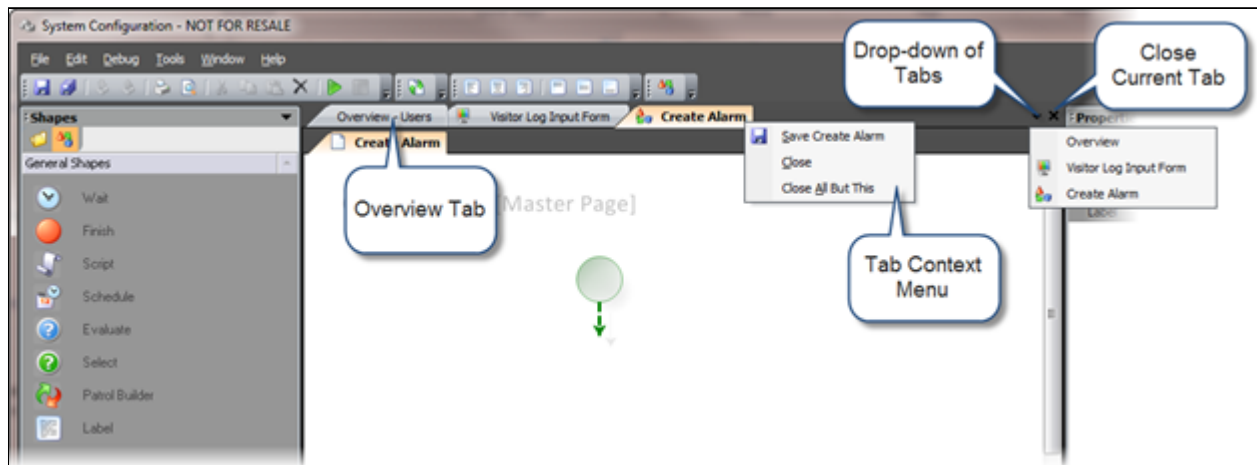 System Configuration - NOT FOR RESALE
File Edit Debug Tools Window Help
Drop-down of
Tabs
Close
Current Tab
Shapes
Overview - Users
Visitor Log Input Form
Create Alarm
Create Alarm
General Shapes
Wait
Finish
Script
Schedule
Evaluate
Select
Patrol Builder
Label
Overview Tab
[Master Page]
Save Create Alarm
Close
Close All But This
Tab Context
Menu
Overview
Visitor Log Input Form
Create Alarm
Label